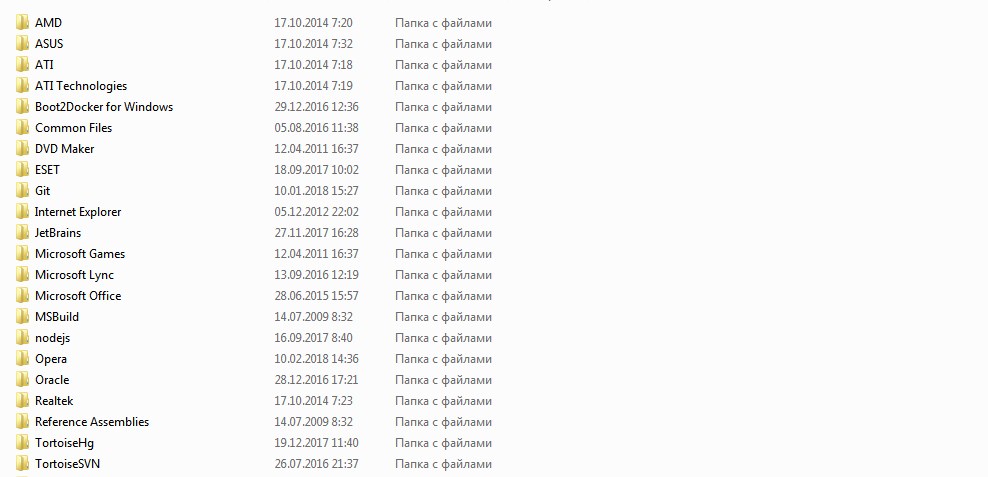 AMD 17.10.2014 7:20 Папка с файлами
ASUS 17.10.2014 7:32 Папка с файлами
ATI 17.10.2014 7:18 Папка с файлами
ATI Technologies 17.10.2014 7:19 Папка с файлами
Boot2Docker for Windows 29.12.2016 12:36 Папка с файлами
Common Files 05.08.2016 11:38 Папка с файлами
DVD Maker 12.04.2011 16:37 Папка с файлами
ESET 18.09.2017 10:02 Папка с файлами
Git 10.01.2018 15:27 Папка с файлами
Internet Explorer 05.12.2012 22:02 Папка с файлами
JetBrains 27.11.2017 16:28 Папка с файлами
Microsoft Games 12.04.2011 16:37 Папка с файлами
Microsoft Lync 13.09.2016 12:19 Папка с файлами
Microsoft Office 28.06.2015 15:57 Папка с файлами
MSBuild 14.07.2009 8:32 Папка с файлами
nodejs 16.09.2017 8:40 Папка с файлами
Opera 10.02.2018 14:36 Папка с файлами
Oracle 28.12.2016 17:21 Папка с файлами
Realtek 17.10.2014 7:23 Папка с файлами
Reference Assemblies 14.07.2009 8:32 Папка с файлами
TortoiseHg 19.12.2017 11:40 Папка с файлами
TortoiseSVN 26.07.2016 21:37 Папка с файлами